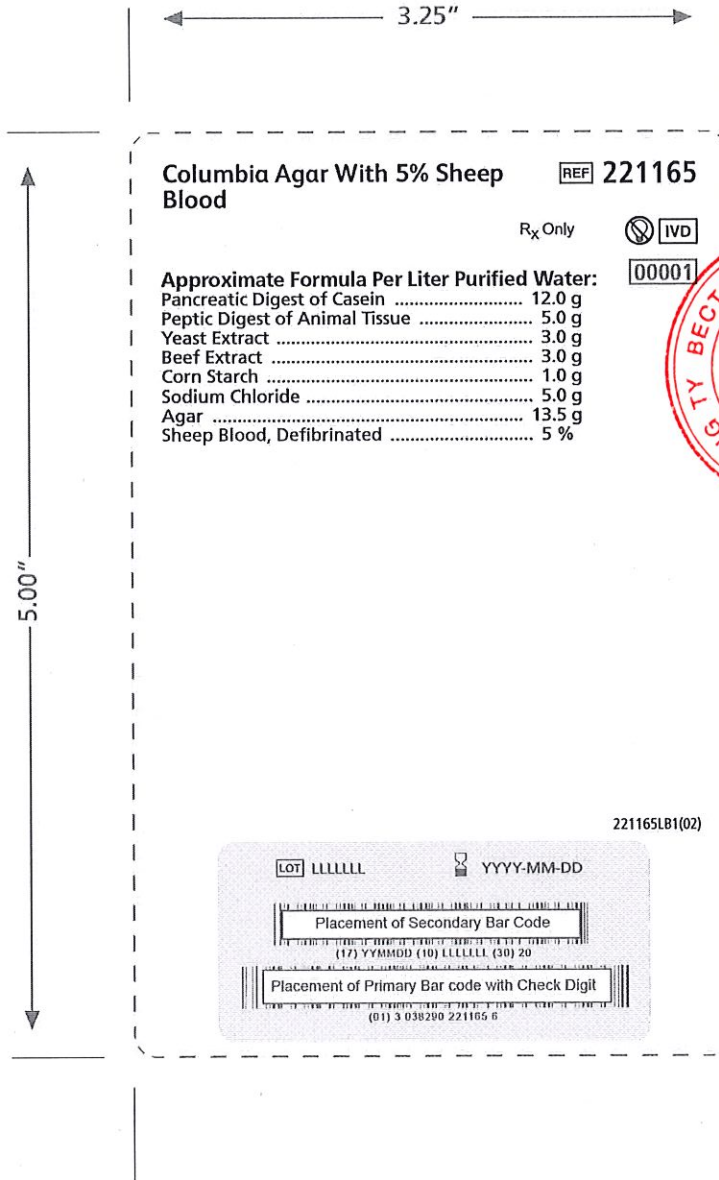 3.25"
Columbia Agar With 5% Sheep
Blood
REF 221165
Rx Only
IVD
00001
Approximate Formula Per Liter Purified Water:
Pancreatic Digest of Casein ........................ 12.0 g
Peptic Digest of Animal Tissue ..................... 5.0 g
Yeast Extract ................................................ 3.0 g
Beef Extract ................................................. 3.0 g
Corn Starch .................................................. 1.0 g
Sodium Chloride .......................................... 5.0 g
Agar ........................................................... 13.5 g
Sheep Blood, Defibrinated ........................... 5 %
TY BECT
5.00"
221165LB1(02)
LOT LLLLLLL
YYYY-MM-DD
Placement of Secondary Bar Code
(17) YYMMDD (10) LLLLLLL (30) 20
Placement of Primary Bar code with Check Digit
(01) 3 038290 221165 6